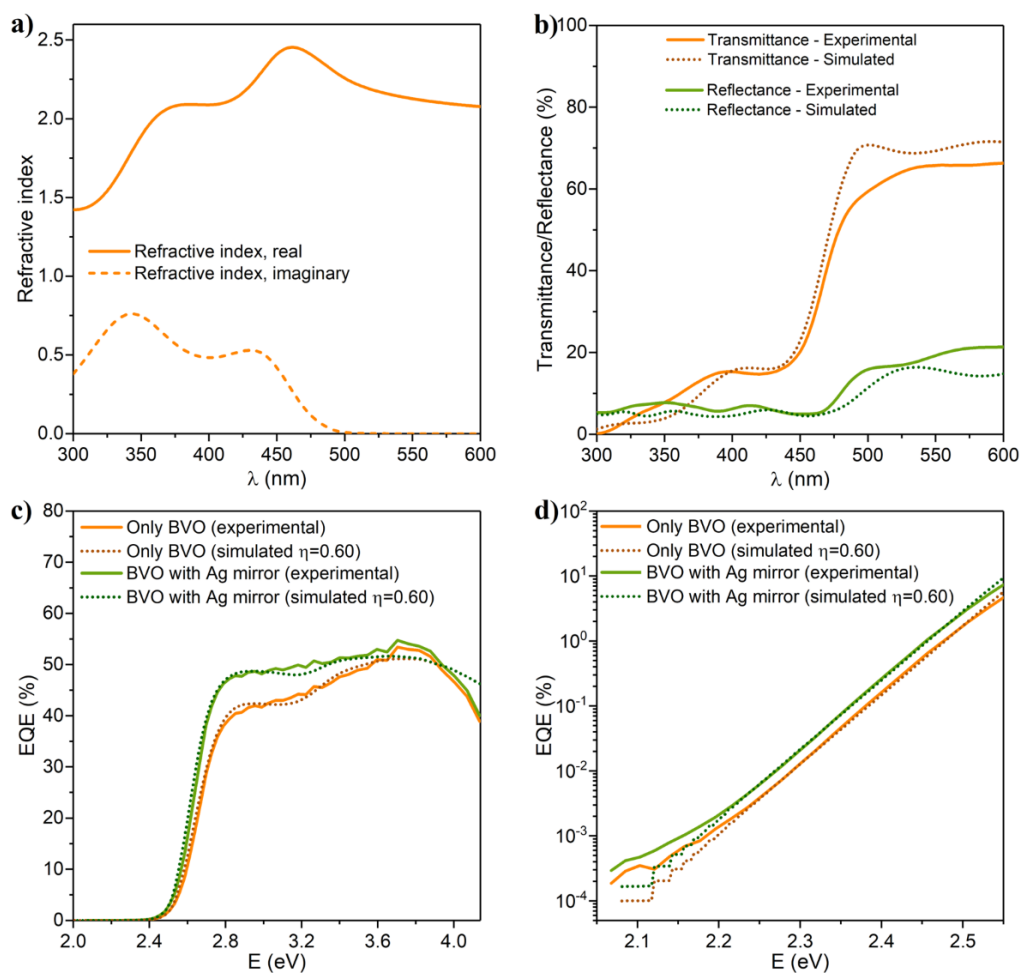 a)
2.5
2.0
1.5
1.0
0.5
0.0
Refractive index
Refractive index, real
Refractive index, imaginary
300 350 400 450 500 550 600
λ (nm)
b)
100
80
60
40
20
0
Transmittance/Reflectance (%)
Transmittance - Experimental
Transmittance - Simulated
Reflectance - Experimental
Reflectance - Simulated
300 350 400 450 500 550 600
λ (nm)
c)
80
70
60
50
40
30
20
10
0
EQE (%)
Only BVO (experimental)
Only BVO (simulated η=0.60)
BVO with Ag mirror (experimental)
BVO with Ag mirror (simulated η=0.60)
2.0 2.4 2.8 3.2 3.6 4.0
E (eV)
d)
10²
10¹
10⁰
10⁻¹
10⁻²
10⁻³
10⁻⁴
EQE (%)
Only BVO (experimental)
Only BVO (simulated η=0.60)
BVO with Ag mirror (experimental)
BVO with Ag mirror (simulated η=0.60)
2.1 2.2 2.3 2.4 2.5
E (eV)